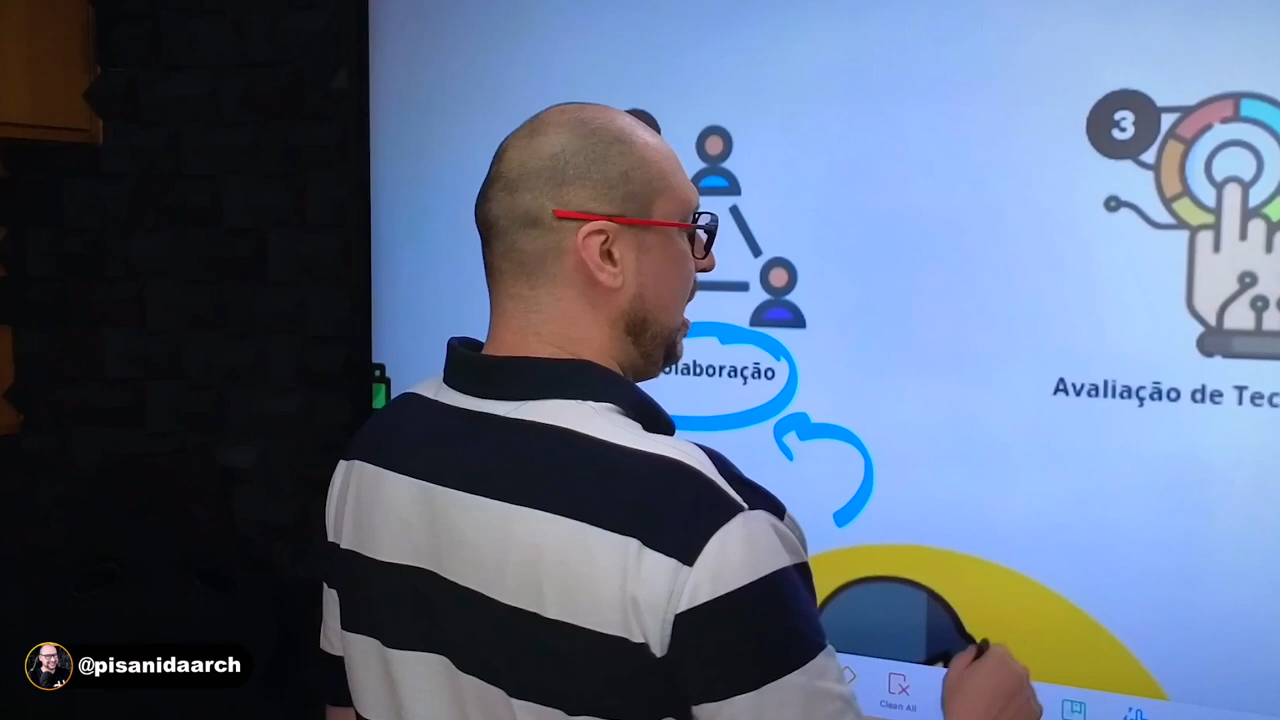 3
olaboração
Avaliação de Tec
Clean All
@pisanidaarch